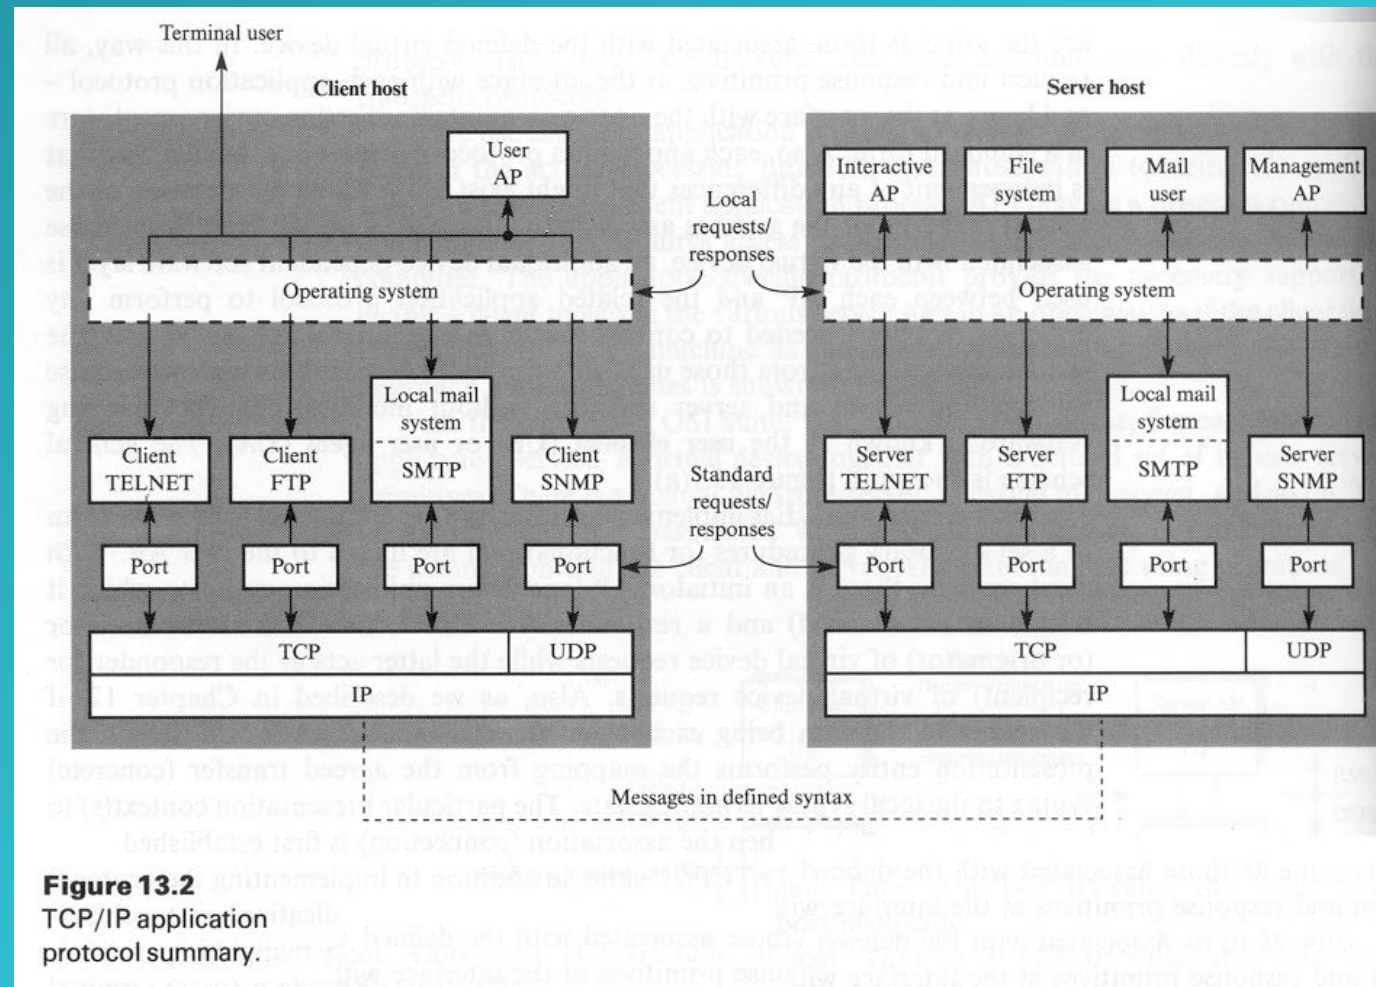 Terminal user
Client host
Server host
User
AP
Interactive
AP
File
system
Mail
user
Management
AP
Local
requests/
responses
Operating system
Operating system
Local mail
system
SMTP
Client
TELNET
Client
FTP
Client
SNMP
Local mail
system
SMTP
Server
TELNET
Server
FTP
Server
SNMP
Standard
requests/
responses
Port
Port
Port
Port
Port
Port
Port
Port
TCP
UDP
IP
TCP
UDP
IP
Messages in defined syntax
Figure 13.2
TCP/IP application
protocol summary.